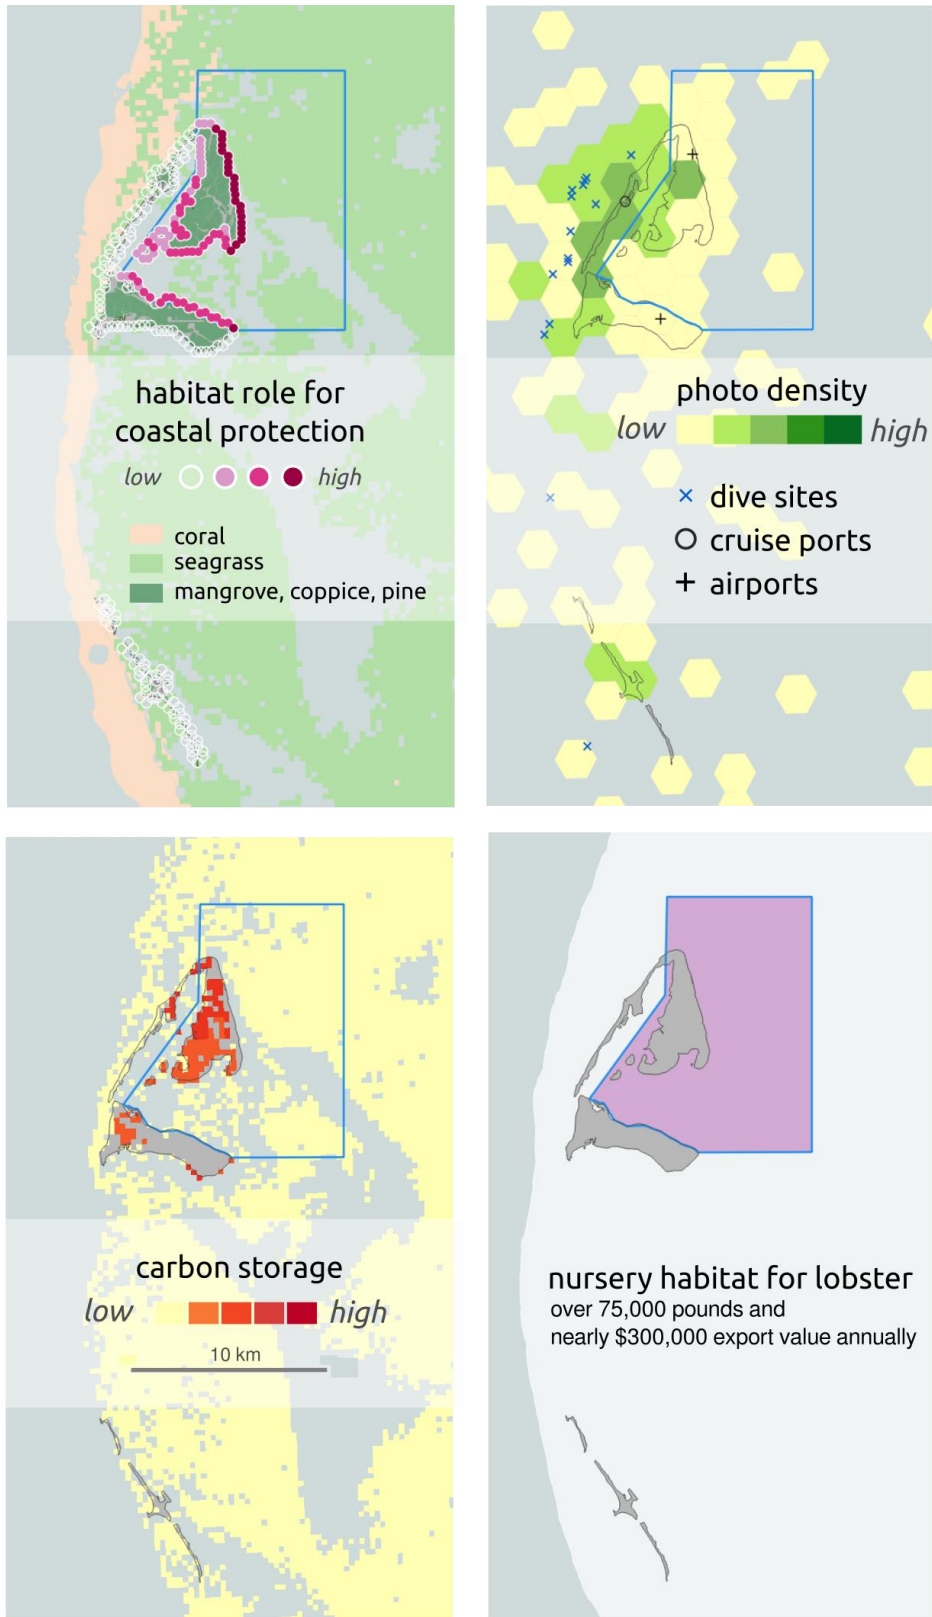 habitat role for
coastal protection
low high
coral
seagrass
mangrove, coppice, pine
photo density
low high
dive sites
cruise ports
airports
carbon storage
low high
10 km
nursery habitat for lobster
over 75,000 pounds and
nearly $300,000 export value annually